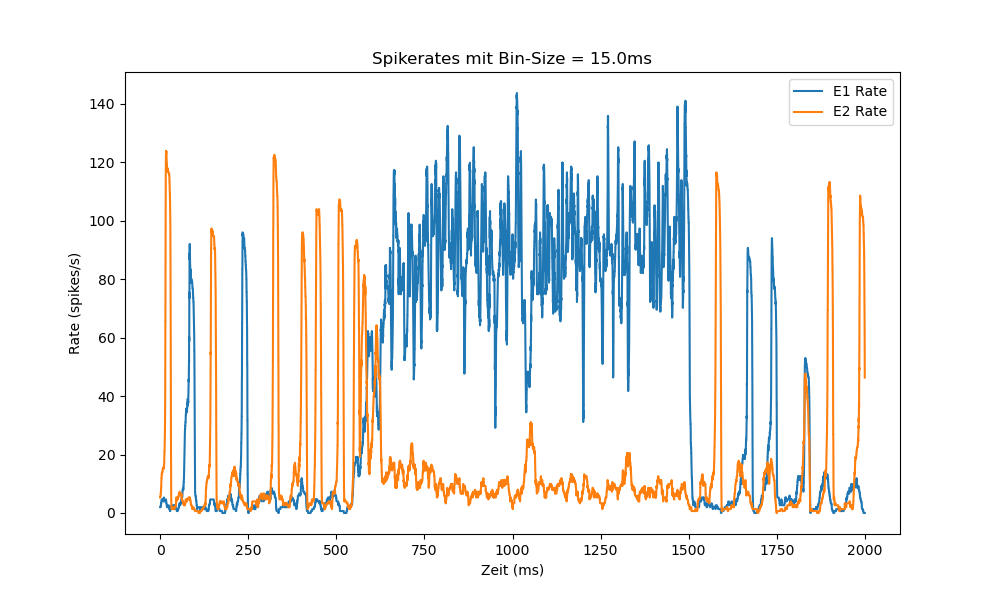 Spikerates mit Bin-Size = 15.0ms
E1 Rate
E2 Rate
140
120
100
80
60
40
20
0
Rate (spikes/s)
0 250 500 750 1000 1250 1500 1750 2000
Zeit (ms)